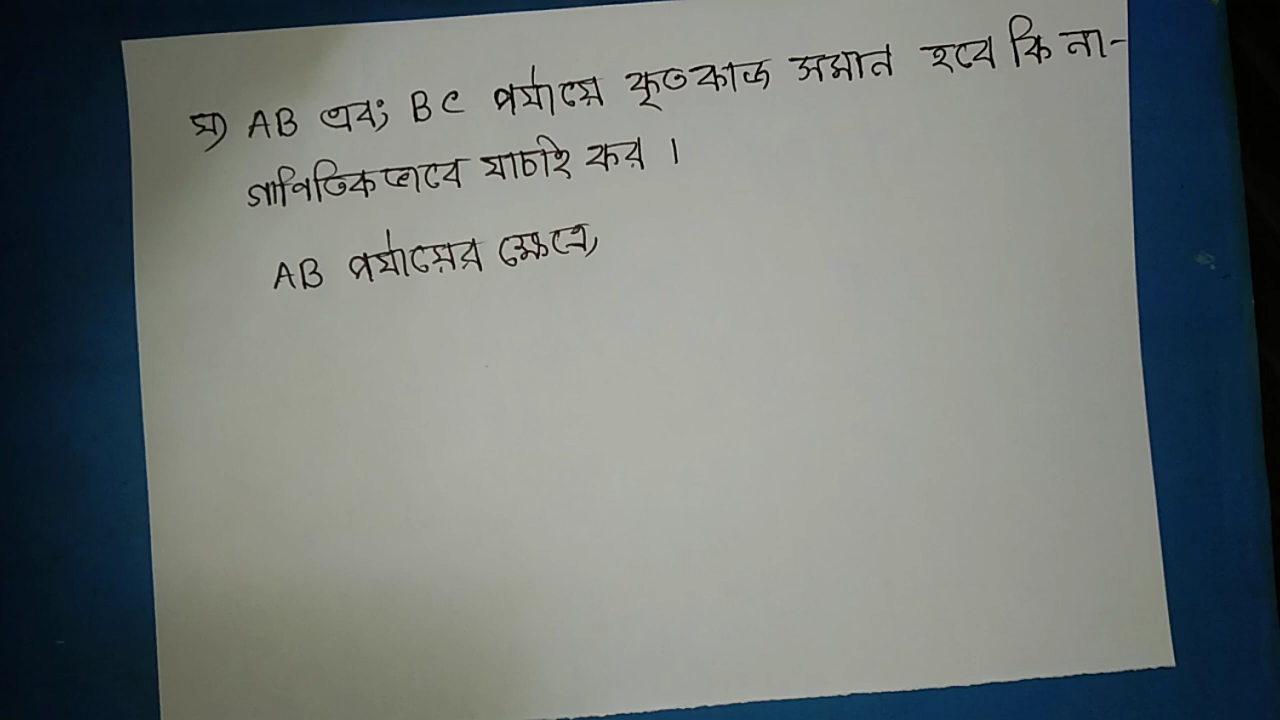 ঘ) AB এবং BC পর্যায়ে কৃতকাজ সমান হবে কি না-
গাণিতিকভাবে যাচাই কর ।
AB পর্যায়ের ক্ষেত্রে,